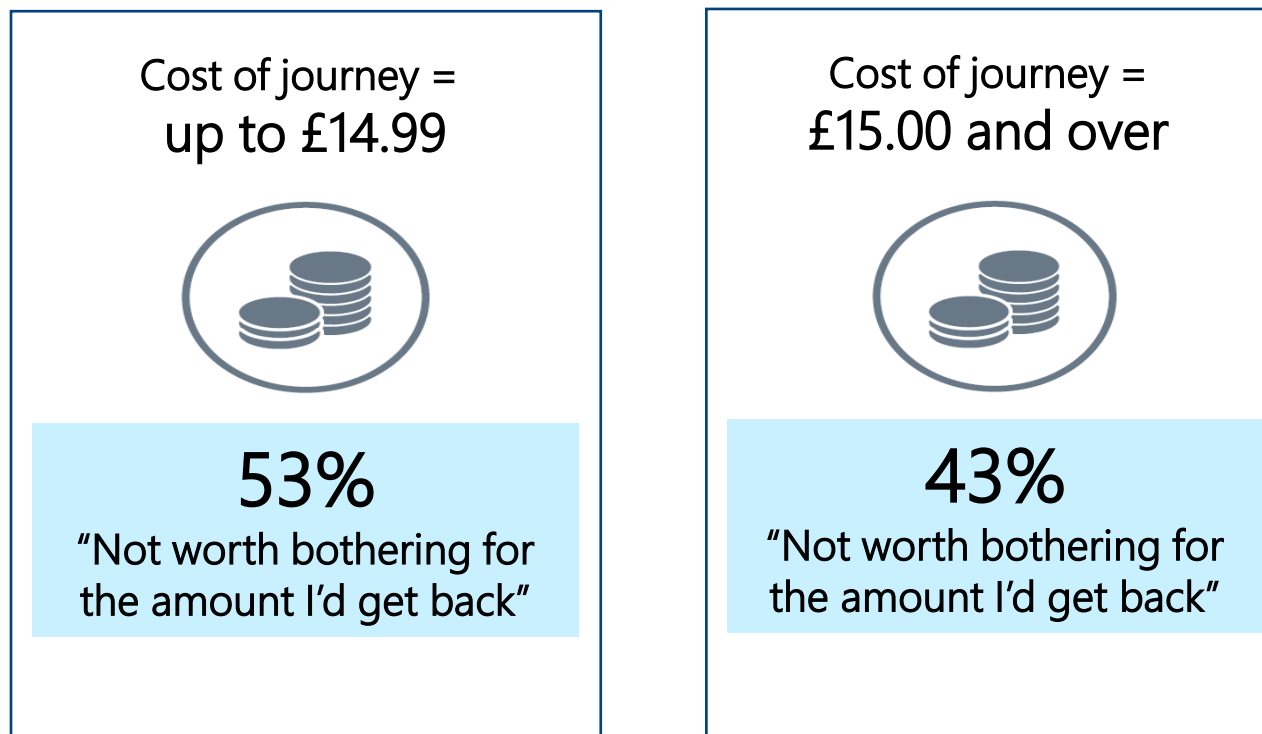 Cost of journey =
up to £14.99
53%
“Not worth bothering for
the amount I’d get back”
Cost of journey =
£15.00 and over
43%
“Not worth bothering for
the amount I’d get back”